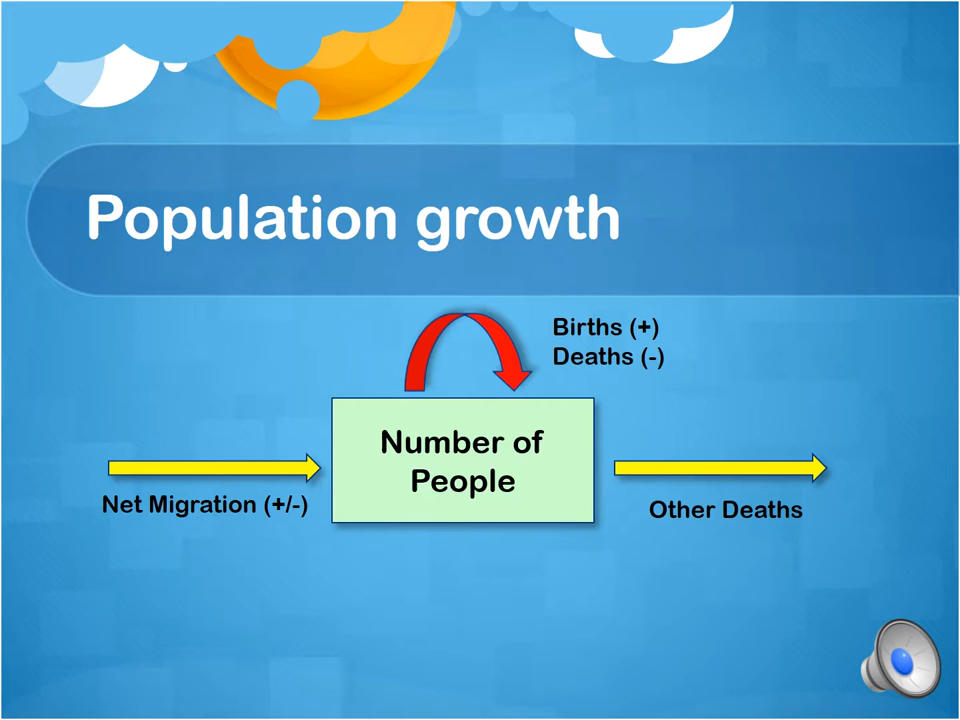 Population growth
Births (+)
Deaths (-)
Number of
People
Net Migration (+/-)
Other Deaths